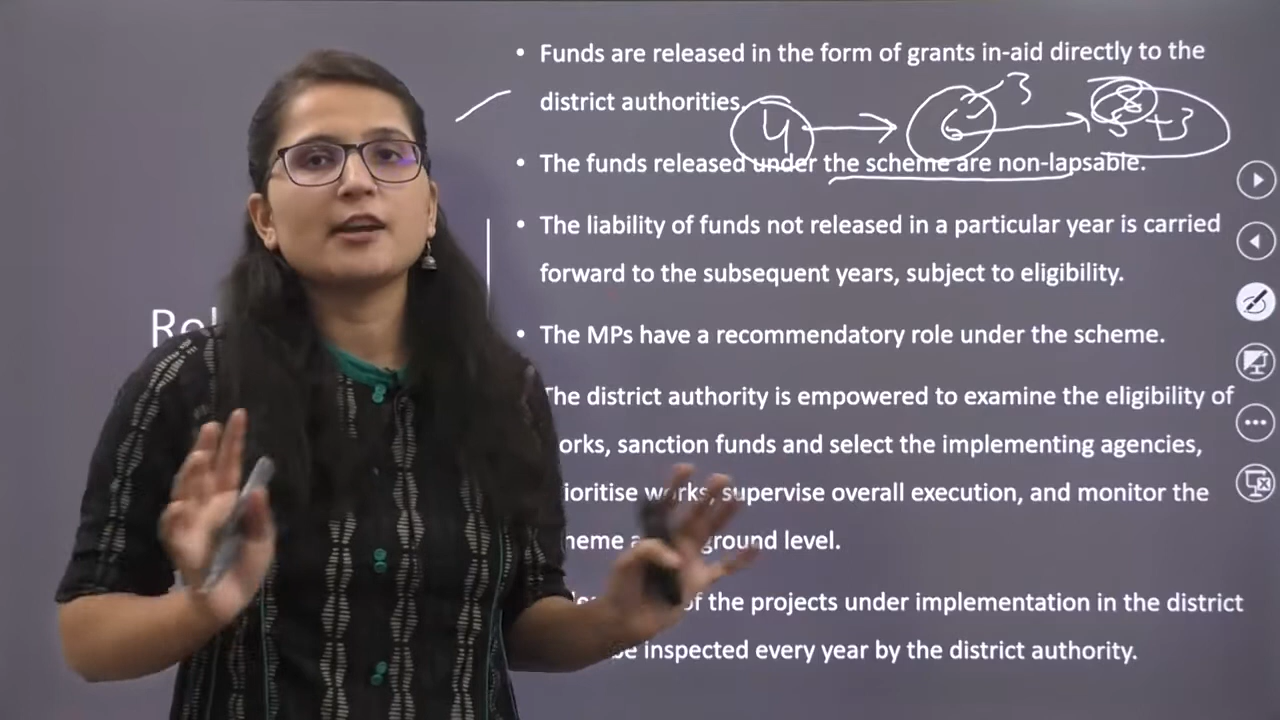 Funds are released in the form of grants in-aid directly to the
district authorities.
3
8
4
6
5 +3
The funds released under the scheme are non-lapsable.
The liability of funds not released in a particular year is carried
forward to the subsequent years, subject to eligibility.
The MPs have a recommendatory role under the scheme.
The district authority is empowered to examine the eligibility of
orks, sanction funds and select the implementing agencies,
ioritise works, supervise overall execution, and monitor the
heme a ground level.
of the projects under implementation in the district
be inspected every year by the district authority.